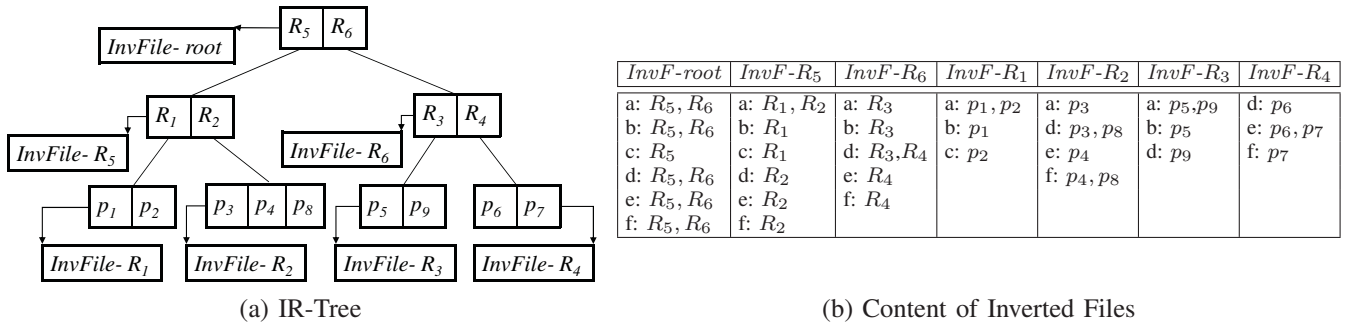 R5 R6
InvFile- root
R1 R2
R3 R4
InvFile- R5
InvFile- R6
p1 p2
p3 p4 p8
p5 p9
p6 p7
InvFile- R1
InvFile- R2
InvFile- R3
InvFile- R4
(a) IR-Tree
InvF-root InvF-R5 InvF-R6 InvF-R1 InvF-R2 InvF-R3 InvF-R4
a: R5, R6 a: R1, R2 a: R3 a: p1, p2 a: p3 a: p5,p9 d: p6
b: R5, R6 b: R1 b: R3 b: p1 d: p3, p8 b: p5 e: p6, p7
c: R5 c: R1 d: R3,R4 c: p2 e: p4 d: p9 f: p7
d: R5, R6 d: R2 e: R4 f: p4, p8
e: R5, R6 e: R2 f: R4
f: R5, R6 f: R2
(b) Content of Inverted Files